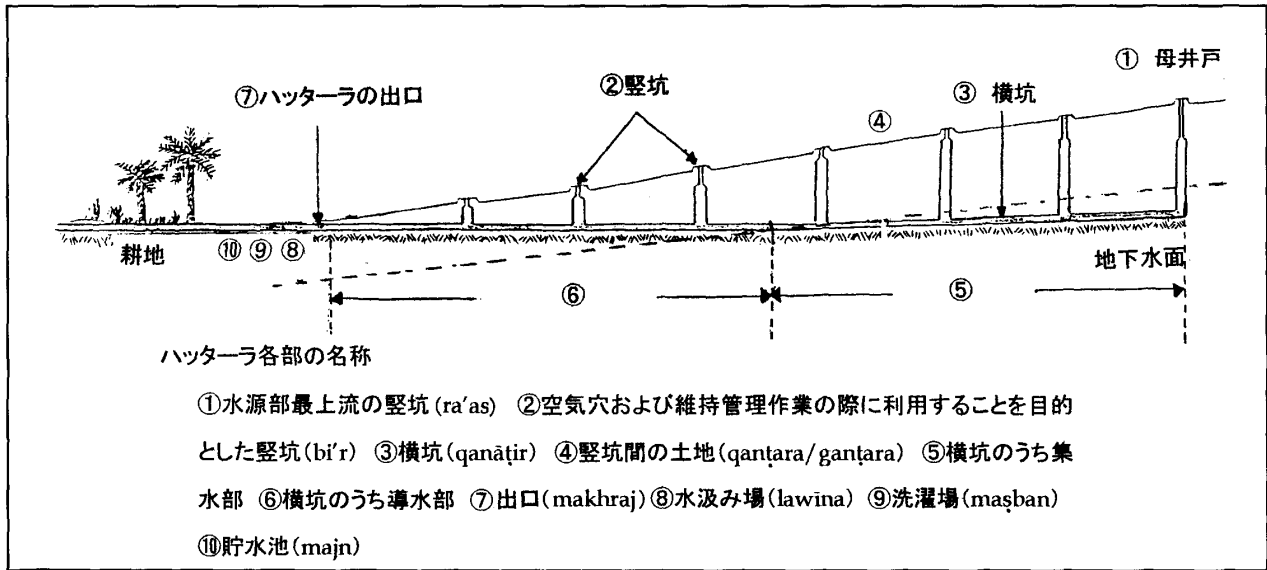 ① 母井戸
⑦ハッターラの出口
②竪坑
③ 横坑
④
耕地
⑩ ⑨ ⑧
地下水面
⑥
⑤
ハッターラ各部の名称
①水源部最上流の竪坑(ra'as) ②空気穴および維持管理作業の際に利用することを目的
とした竪坑(bi'r) ③横坑(qanāṭir) ④竪坑間の土地(qanṭara/ganṭara) ⑤横坑のうち集
水部 ⑥横坑のうち導水部 ⑦出口(makhraj)⑧水汲み場(lawīna) ⑨洗濯場(maṣban)
⑩貯水池(majn)